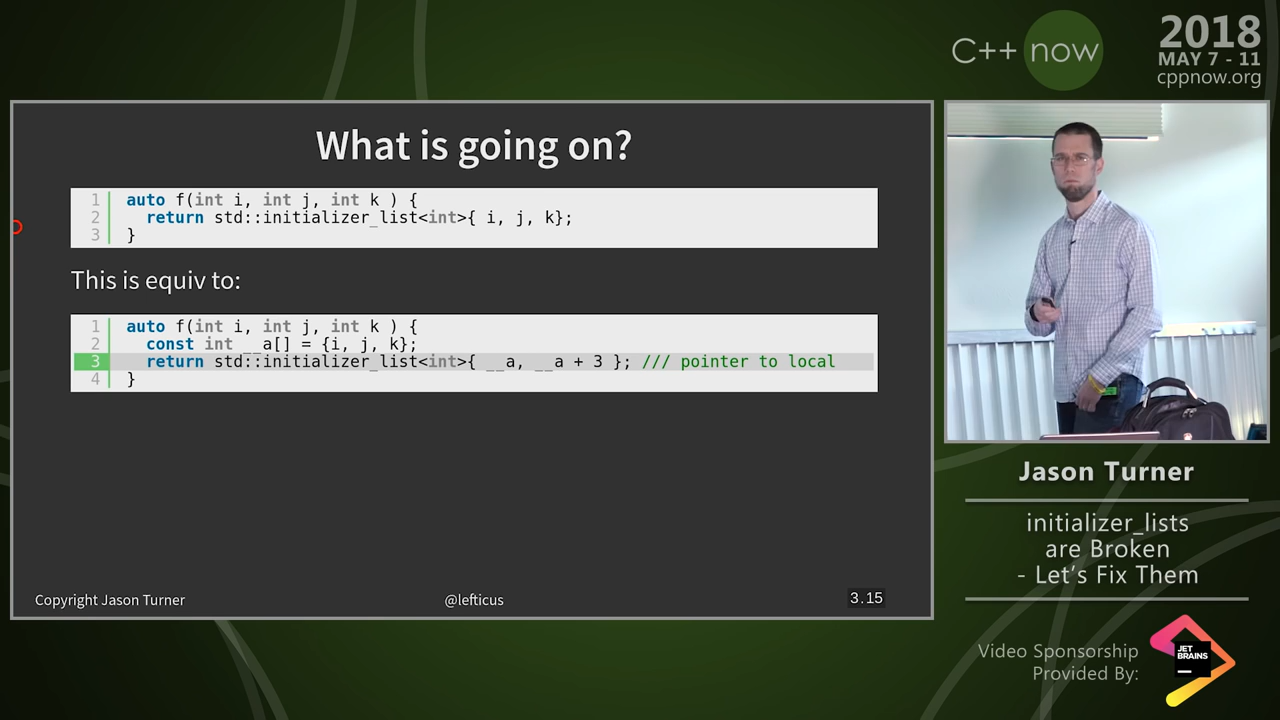 C++ now
2018
MAY 7 - 11
cppnow.org
What is going on?
1 auto f(int i, int j, int k ) {
2 return std::initializer_list<int>{ i, j, k};
3 }
This is equiv to:
1 auto f(int i, int j, int k ) {
2 const int __a[] = {i, j, k};
3 return std::initializer_list<int>{ __a, __a + 3 }; /// pointer to local
4 }
Copyright Jason Turner
@lefticus
3.15
Jason Turner
initializer_lists
are Broken
- Let's Fix Them
Video Sponsorship
Provided By:
JET
BRAINS